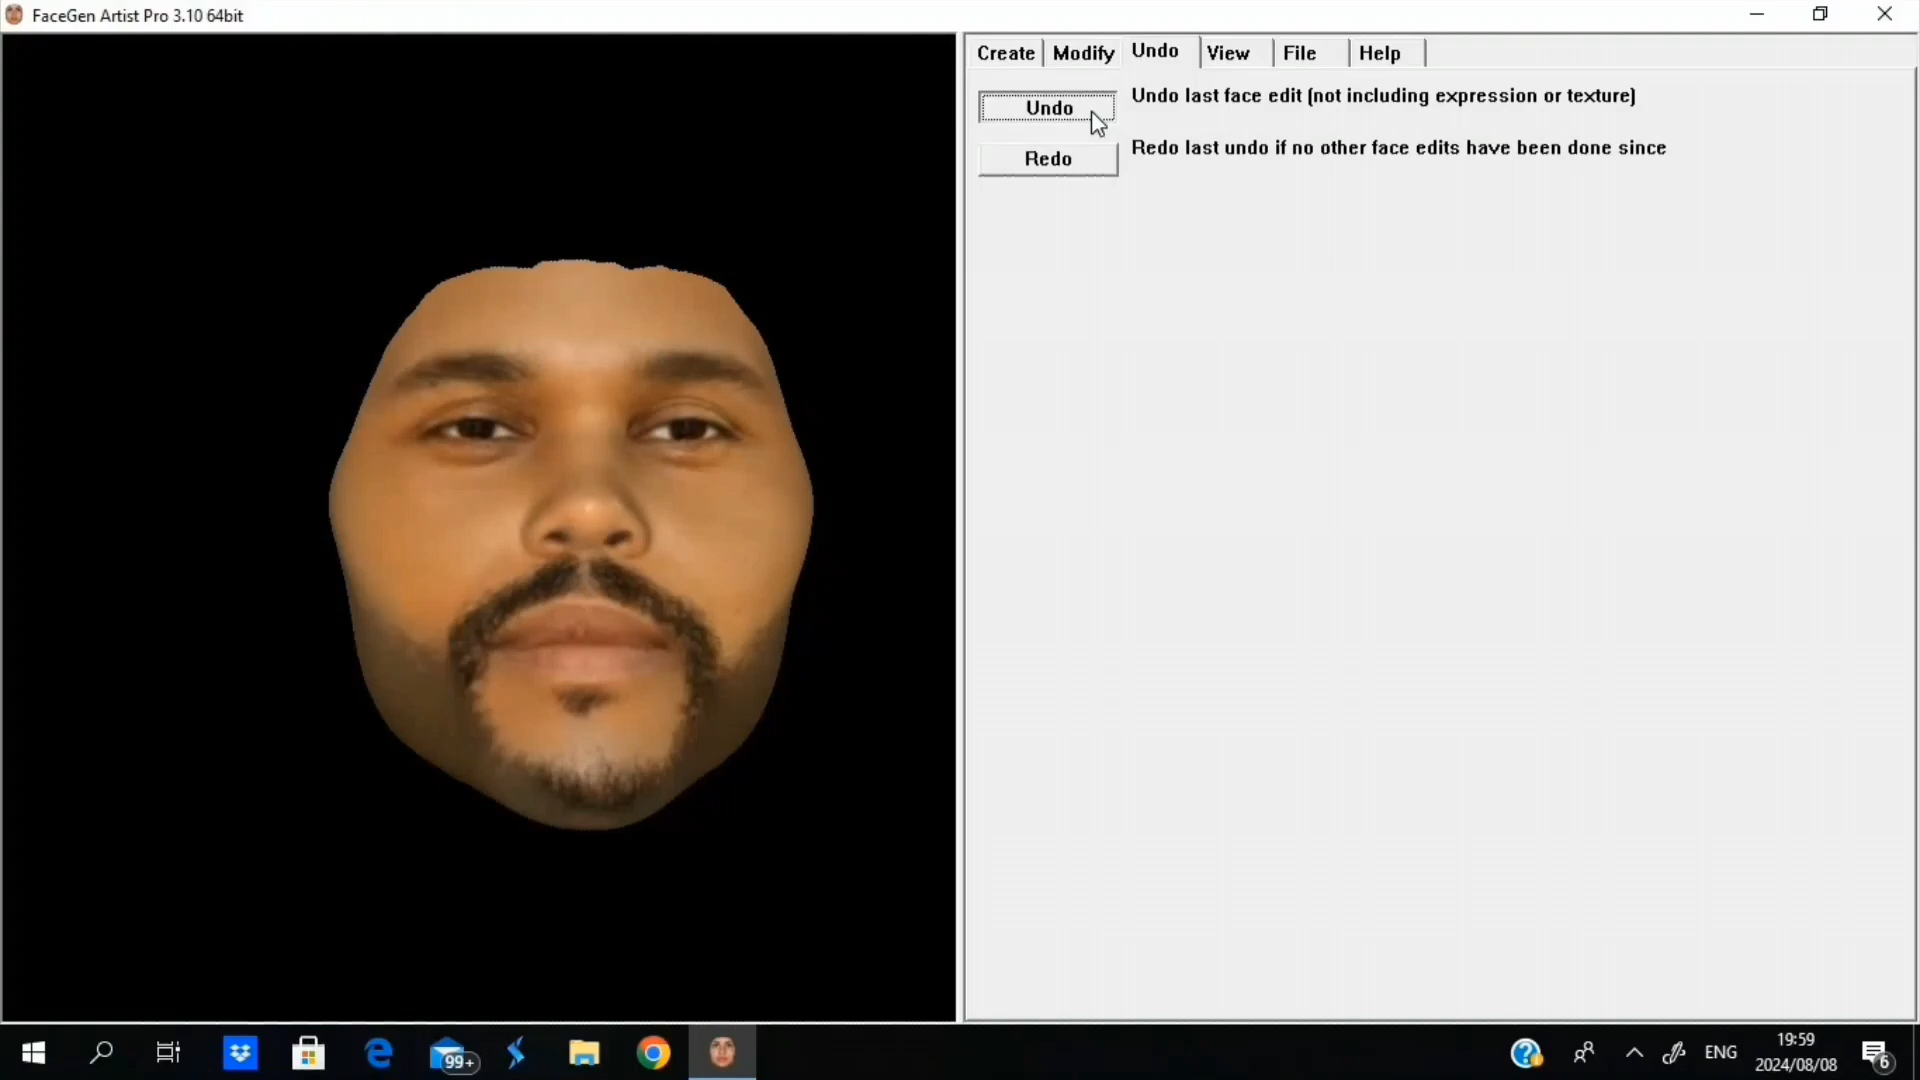 FaceGen Artist Pro 3.10 64bit
Create Modify Undo View File Help
Undo Undo last face edit (not including expression or texture)
Redo Redo last undo if no other face edits have been done since
99+
ENG
19:59
2024/08/08
6